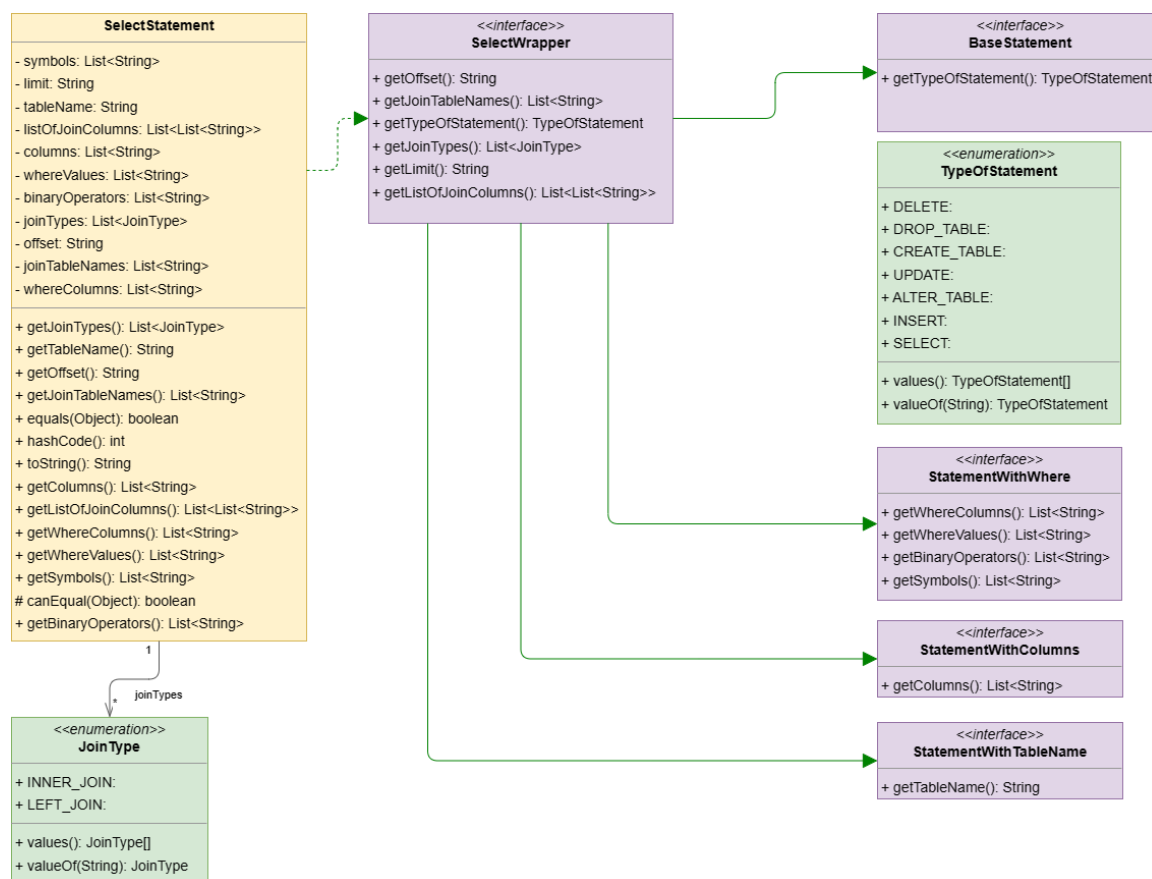 SelectStatement
- symbols: List<String>
- limit: String
- tableName: String
- listOfJoinColumns: List<List<String>>
- columns: List<String>
- whereValues: List<String>
- binaryOperators: List<String>
- joinTypes: List<JoinType>
- offset: String
- joinTableNames: List<String>
- whereColumns: List<String>
+ getJoinTypes(): List<JoinType>
+ getTableName(): String
+ getOffset(): String
+ getJoinTableNames(): List<String>
+ equals(Object): boolean
+ hashCode(): int
+ toString(): String
+ getColumns(): List<String>
+ getListOfJoinColumns(): List<List<String>>
+ getWhereColumns(): List<String>
+ getWhereValues(): List<String>
+ getSymbols(): List<String>
# canEqual(Object): boolean
+ getBinaryOperators(): List<String>
1
joinTypes
*
<<enumeration>>
JoinType
+ INNER_JOIN:
+ LEFT_JOIN:
+ values(): JoinType[]
+ valueOf(String): JoinType
<<interface>>
SelectWrapper
+ getOffset(): String
+ getJoinTableNames(): List<String>
+ getTypeOfStatement(): TypeOfStatement
+ getJoinTypes(): List<JoinType>
+ getLimit(): String
+ getListOfJoinColumns(): List<List<String>>
<<interface>>
BaseStatement
+ getTypeOfStatement(): TypeOfStatement
<<enumeration>>
TypeOfStatement
+ DELETE:
+ DROP_TABLE:
+ CREATE_TABLE:
+ UPDATE:
+ ALTER_TABLE:
+ INSERT:
+ SELECT:
+ values(): TypeOfStatement[]
+ valueOf(String): TypeOfStatement
<<interface>>
StatementWithWhere
+ getWhereColumns(): List<String>
+ getWhereValues(): List<String>
+ getBinaryOperators(): List<String>
+ getSymbols(): List<String>
<<interface>>
StatementWithColumns
+ getColumns(): List<String>
<<interface>>
StatementWithTableName
+ getTableName(): String